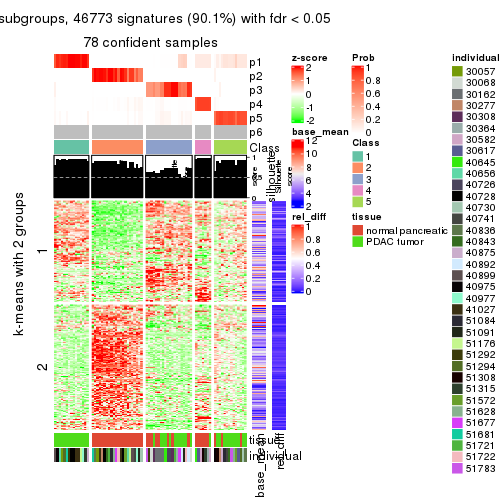 subgroups, 46773 signatures (90.1%) with fdr < 0.05
78 confident samples
p1
p2
p3
p4
p5
p6
Class
1
0.5
0
silhouette
score
k-means with 2 groups
1
2
tissue
individual
base_mean
rel_diff
z-score
2
1
0
-1
-2
base_mean
12
10
8
6
4
2
rel_diff
1
0.8
0.6
0.4
0.2
0
Prob
1
0.8
0.6
0.4
0.2
0
Class
1
2
3
4
5
tissue
normal pancreatic
PDAC tumor
individual
30057
30068
30162
30277
30308
30364
30582
30617
40645
40656
40726
40728
40730
40741
40836
40843
40875
40892
40899
40975
40977
41027
51084
51091
51176
51292
51294
51308
51315
51572
51628
51677
51681
51721
51722
51783